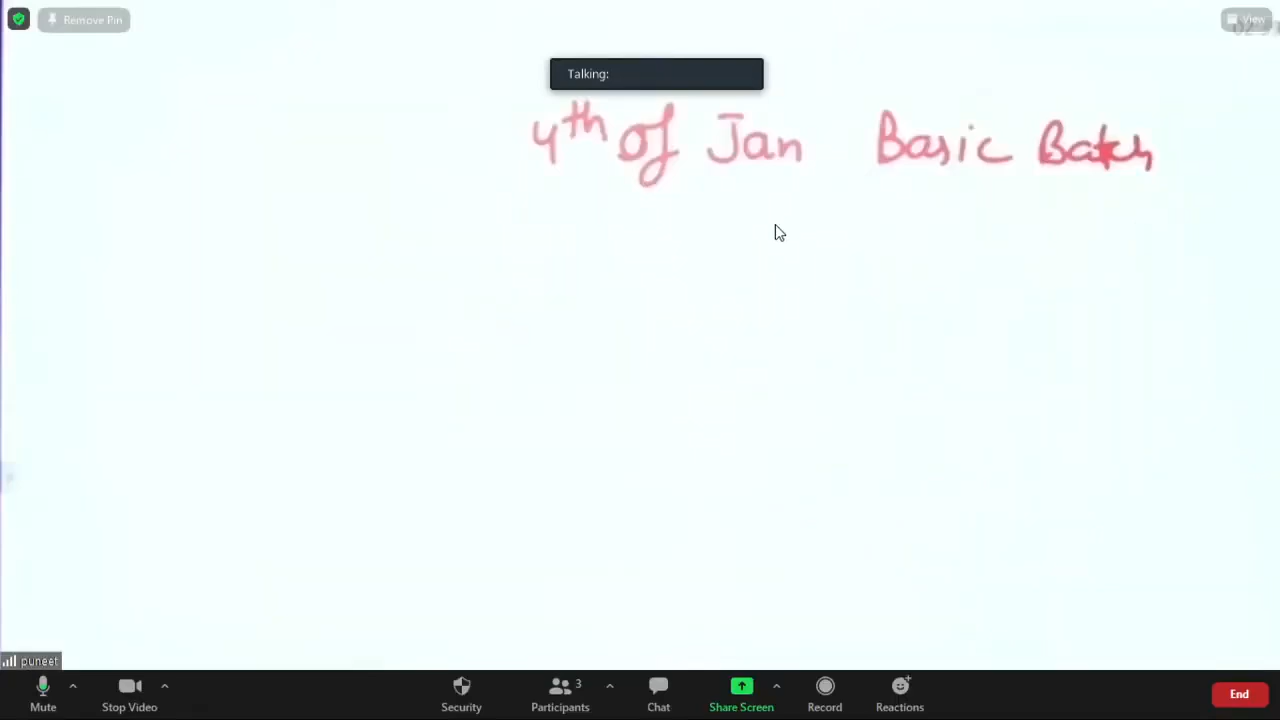 Remove Pin
View
Talking:
4th of Jan Basic Batch
puneet
Mute
Stop Video
Security
3
Participants
Chat
Share Screen
Record
Reactions
End